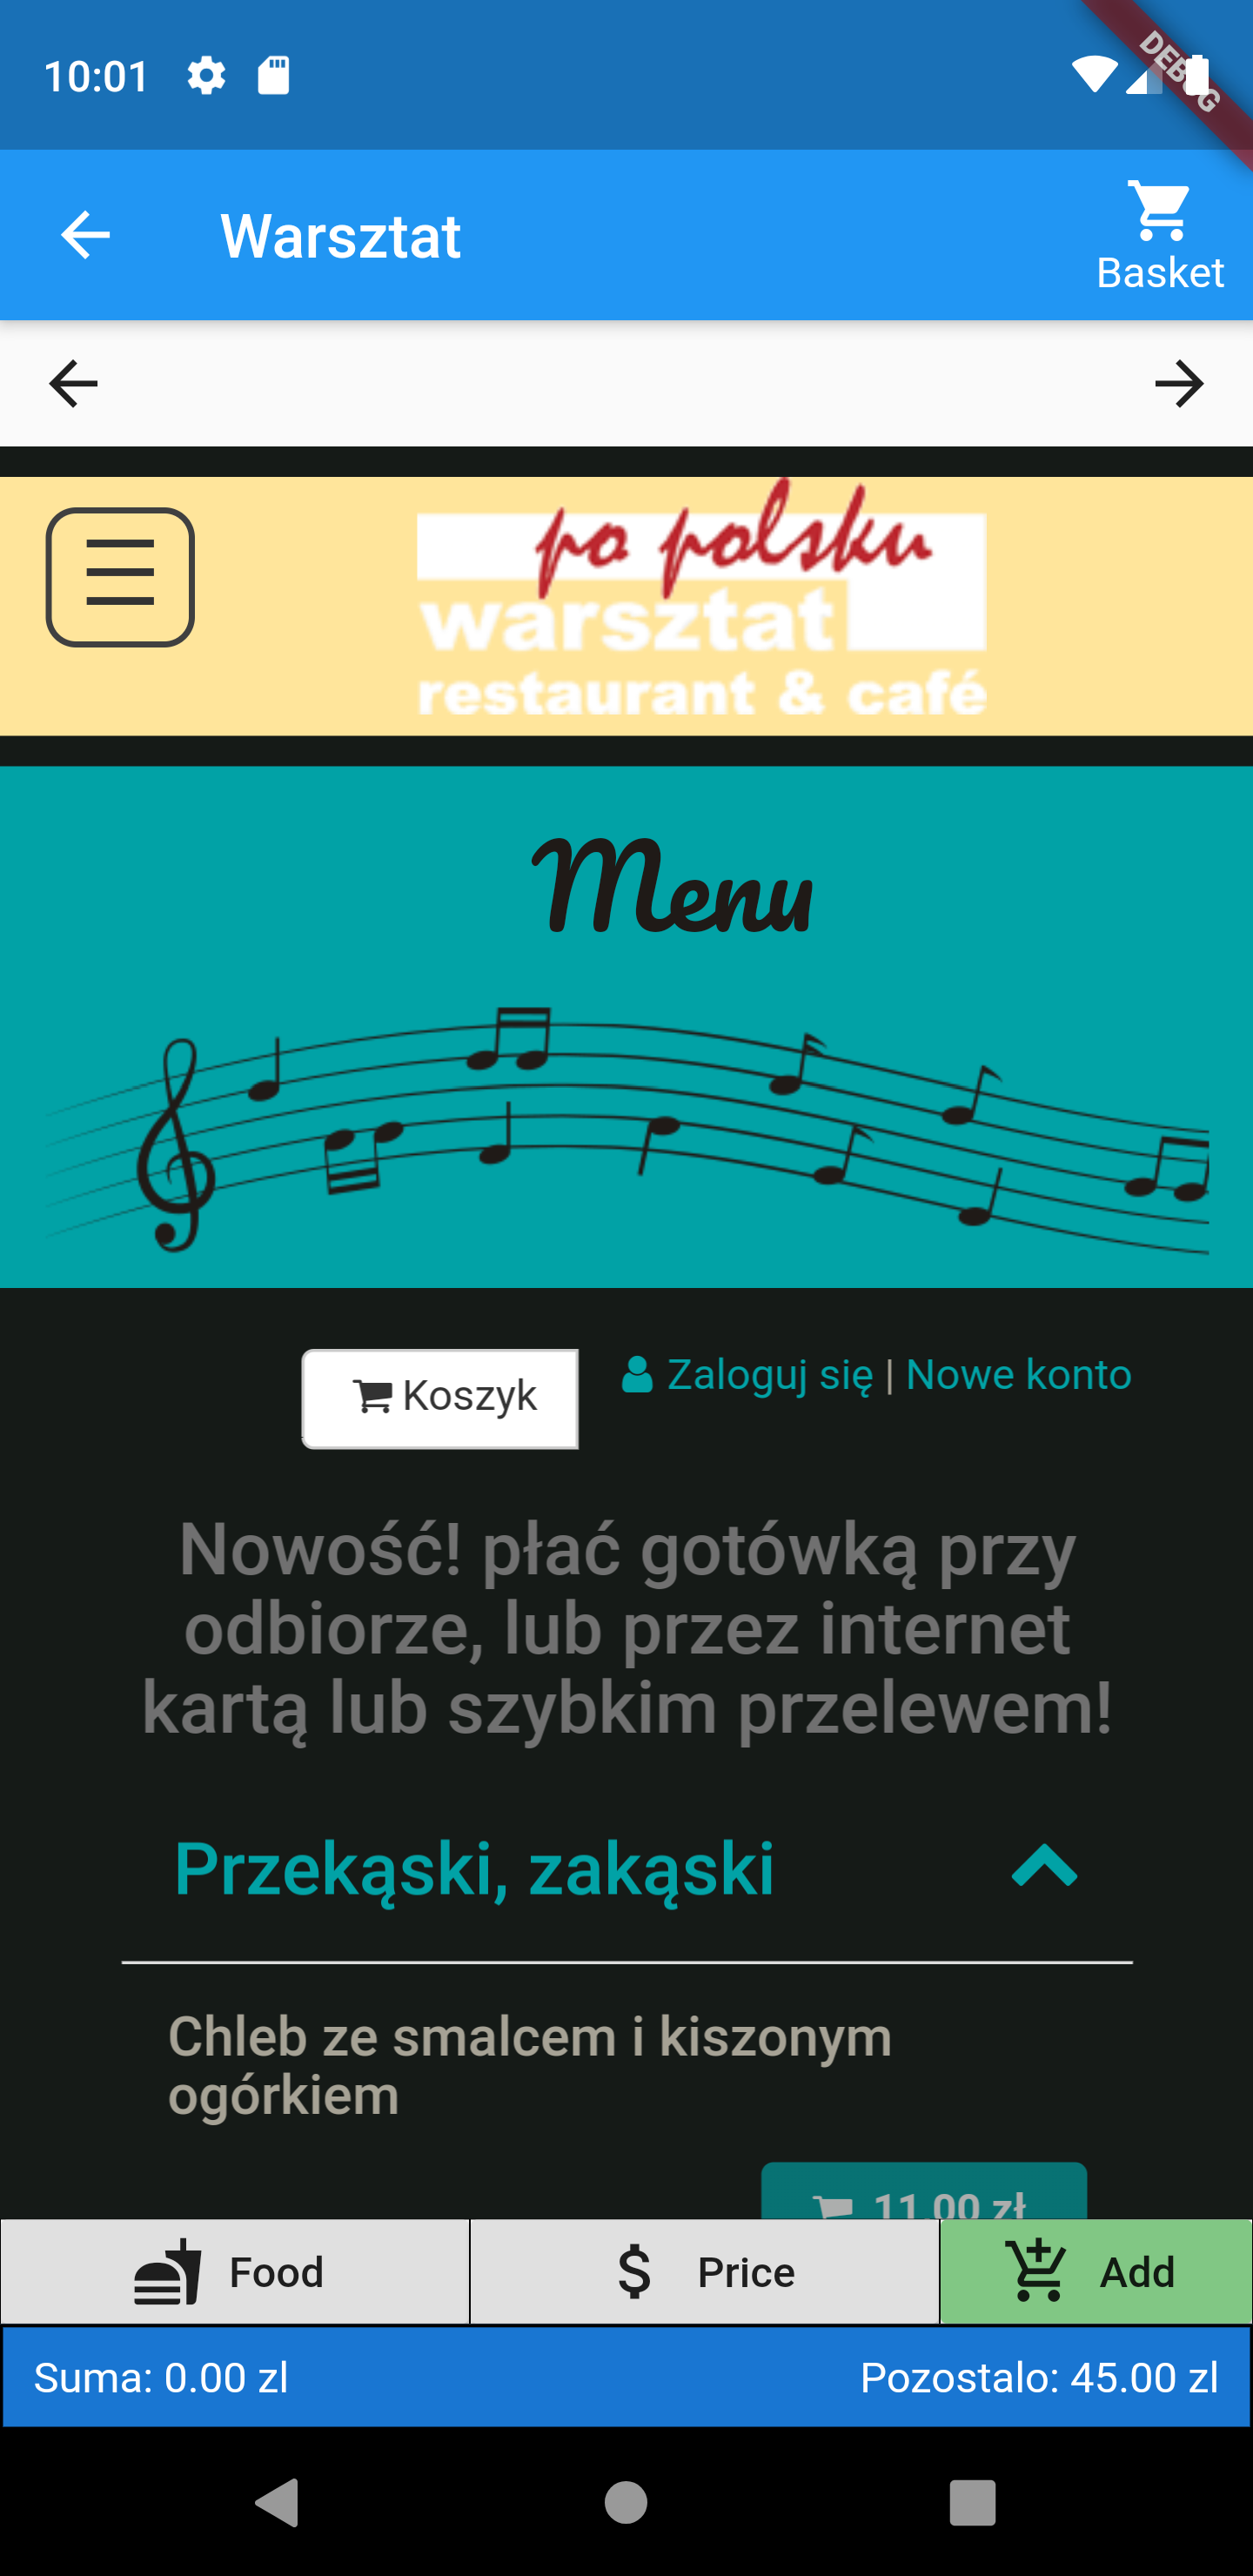 10:01
DEBUG
Warsztat
Basket
po polsku
warsztat
restaurant & café
Menu
Koszyk
Zaloguj się | Nowe konto
Nowość! płać gotówką przy
odbiorze, lub przez internet
kartą lub szybkim przelewem!
Przekąski, zakąski
Chleb ze smalcem i kiszonym
ogórkiem
11.00 zł
Food
$ Price
Add
Suma: 0.00 zl
Pozostalo: 45.00 zl